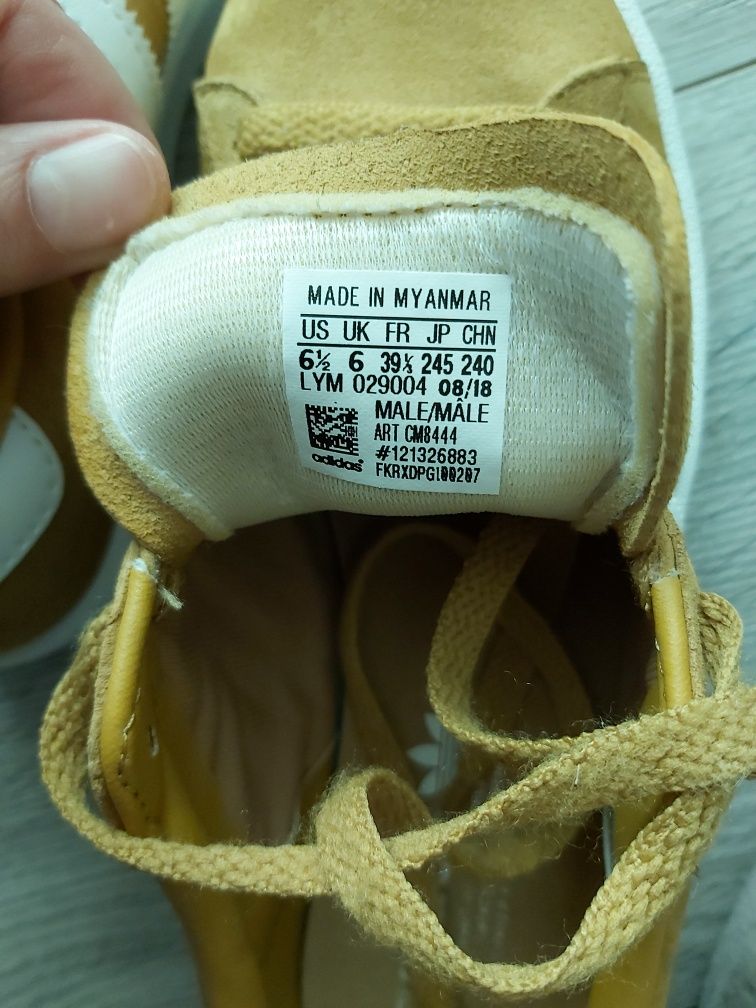 MADE IN MYANMAR
US UK FR JP CHN
6½ 6 39⅓ 245 240
LYM 029004 08/18
MALE/MÂLE
ART CM8444
#121326883
adidas®
FKRXDPG100207